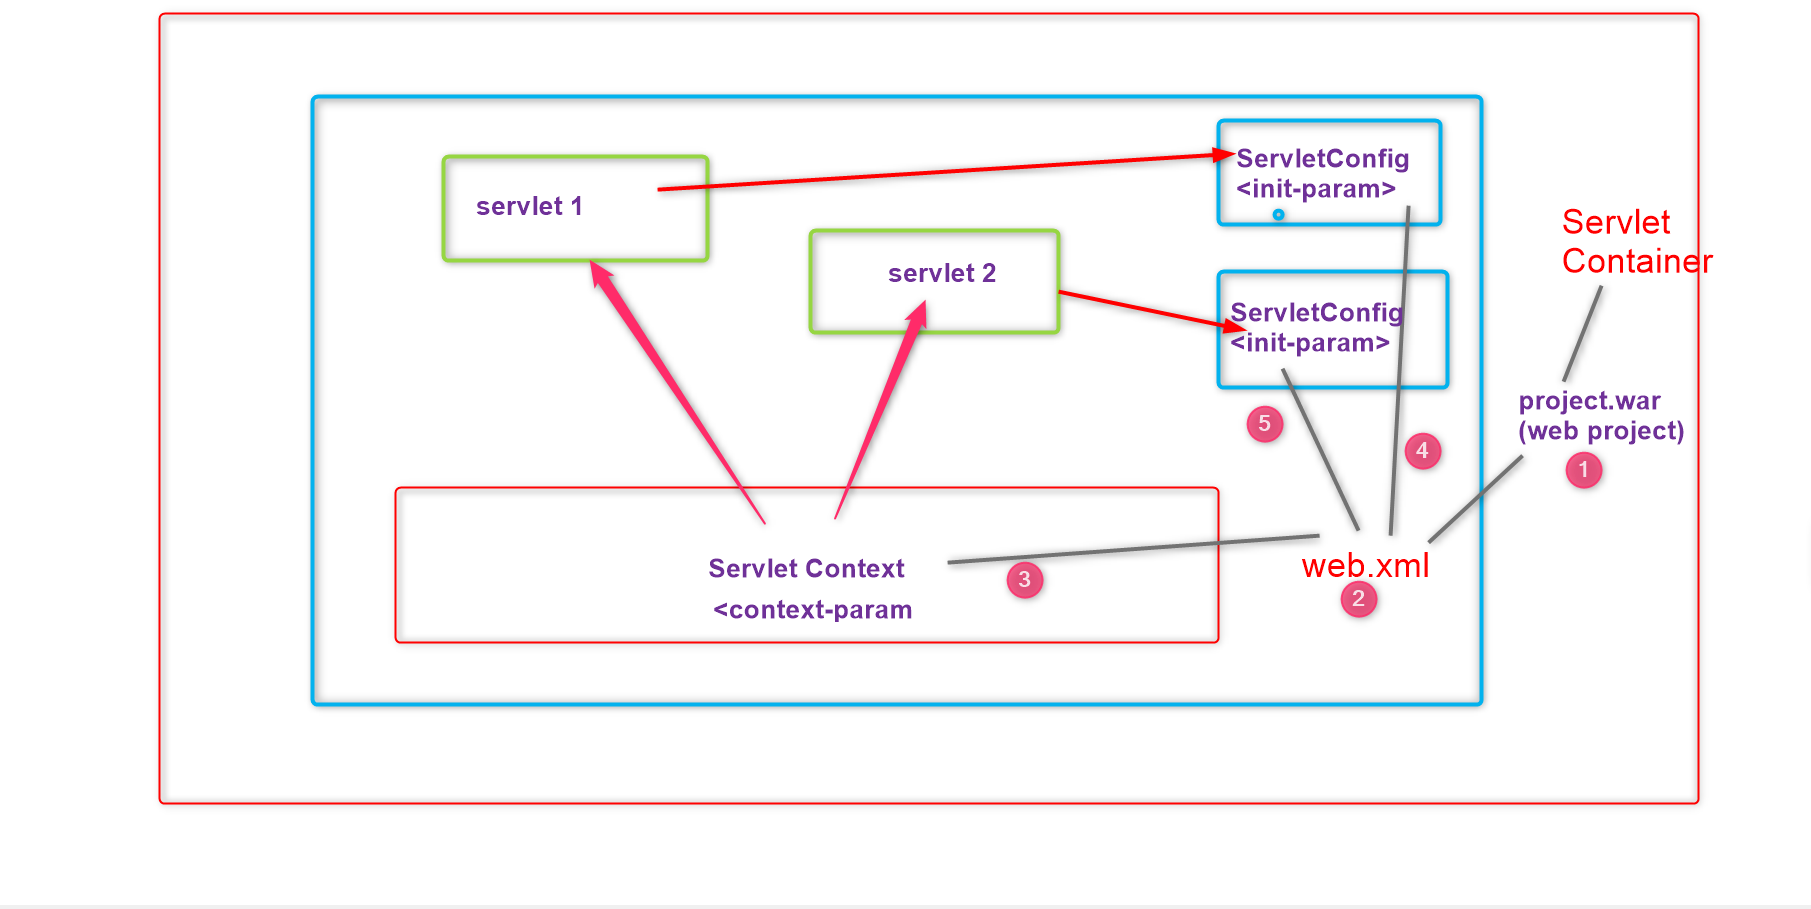 servlet 1
servlet 2
ServletConfig
<init-param>
ServletConfig
<init-param>
Servlet
Container
project.war
(web project)
1
5
4
Servlet Context
<context-param
3
web.xml
2